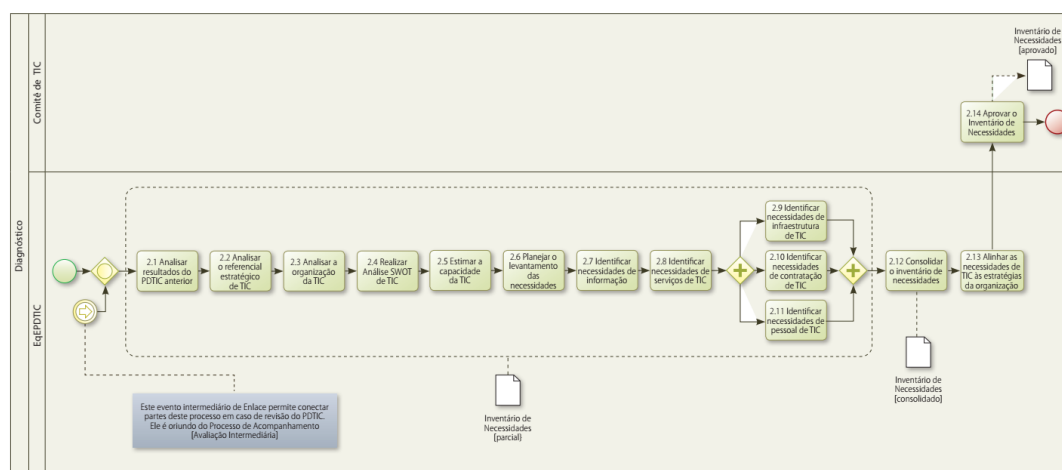 Diagnóstico
Comitê de TIC
EqEPDTIC
Inventário de
Necessidades
[aprovado]
2.14 Aprovar o
Inventário de
Necessidades
2.1 Analisar
resultados do
PDTIC anterior
2.2 Analisar
o referencial
estratégico
de TIC
2.3 Analisar a
organização
da TIC
2.4 Realizar
Análise SWOT
de TIC
2.5 Estimar a
capacidade
da TIC
2.6 Planejar o
levantamento
das
necessidades
2.7 Identificar
necessidades de
informação
2.8 Identificar
necessidades de
serviços de TIC
2.9 Identificar
necessidades de
infraestrutura
de TIC
2.10 Identificar
necessidades
de contratação
de TIC
2.11 Identificar
necessidades de
pessoal de TIC
2.12 Consolidar
o inventário de
necessidades
2.13 Alinhar as
necessidades de
TIC às estratégias
da organização
Este evento intermediário de Enlace permite conectar
partes deste processo em caso de revisão do PDTIC.
Ele é oriundo do Processo de Acompanhamento
[Avaliação Intermediária]
Inventário de
Necessidades
[parcial}
Inventário de
Necessidades
[consolidado]